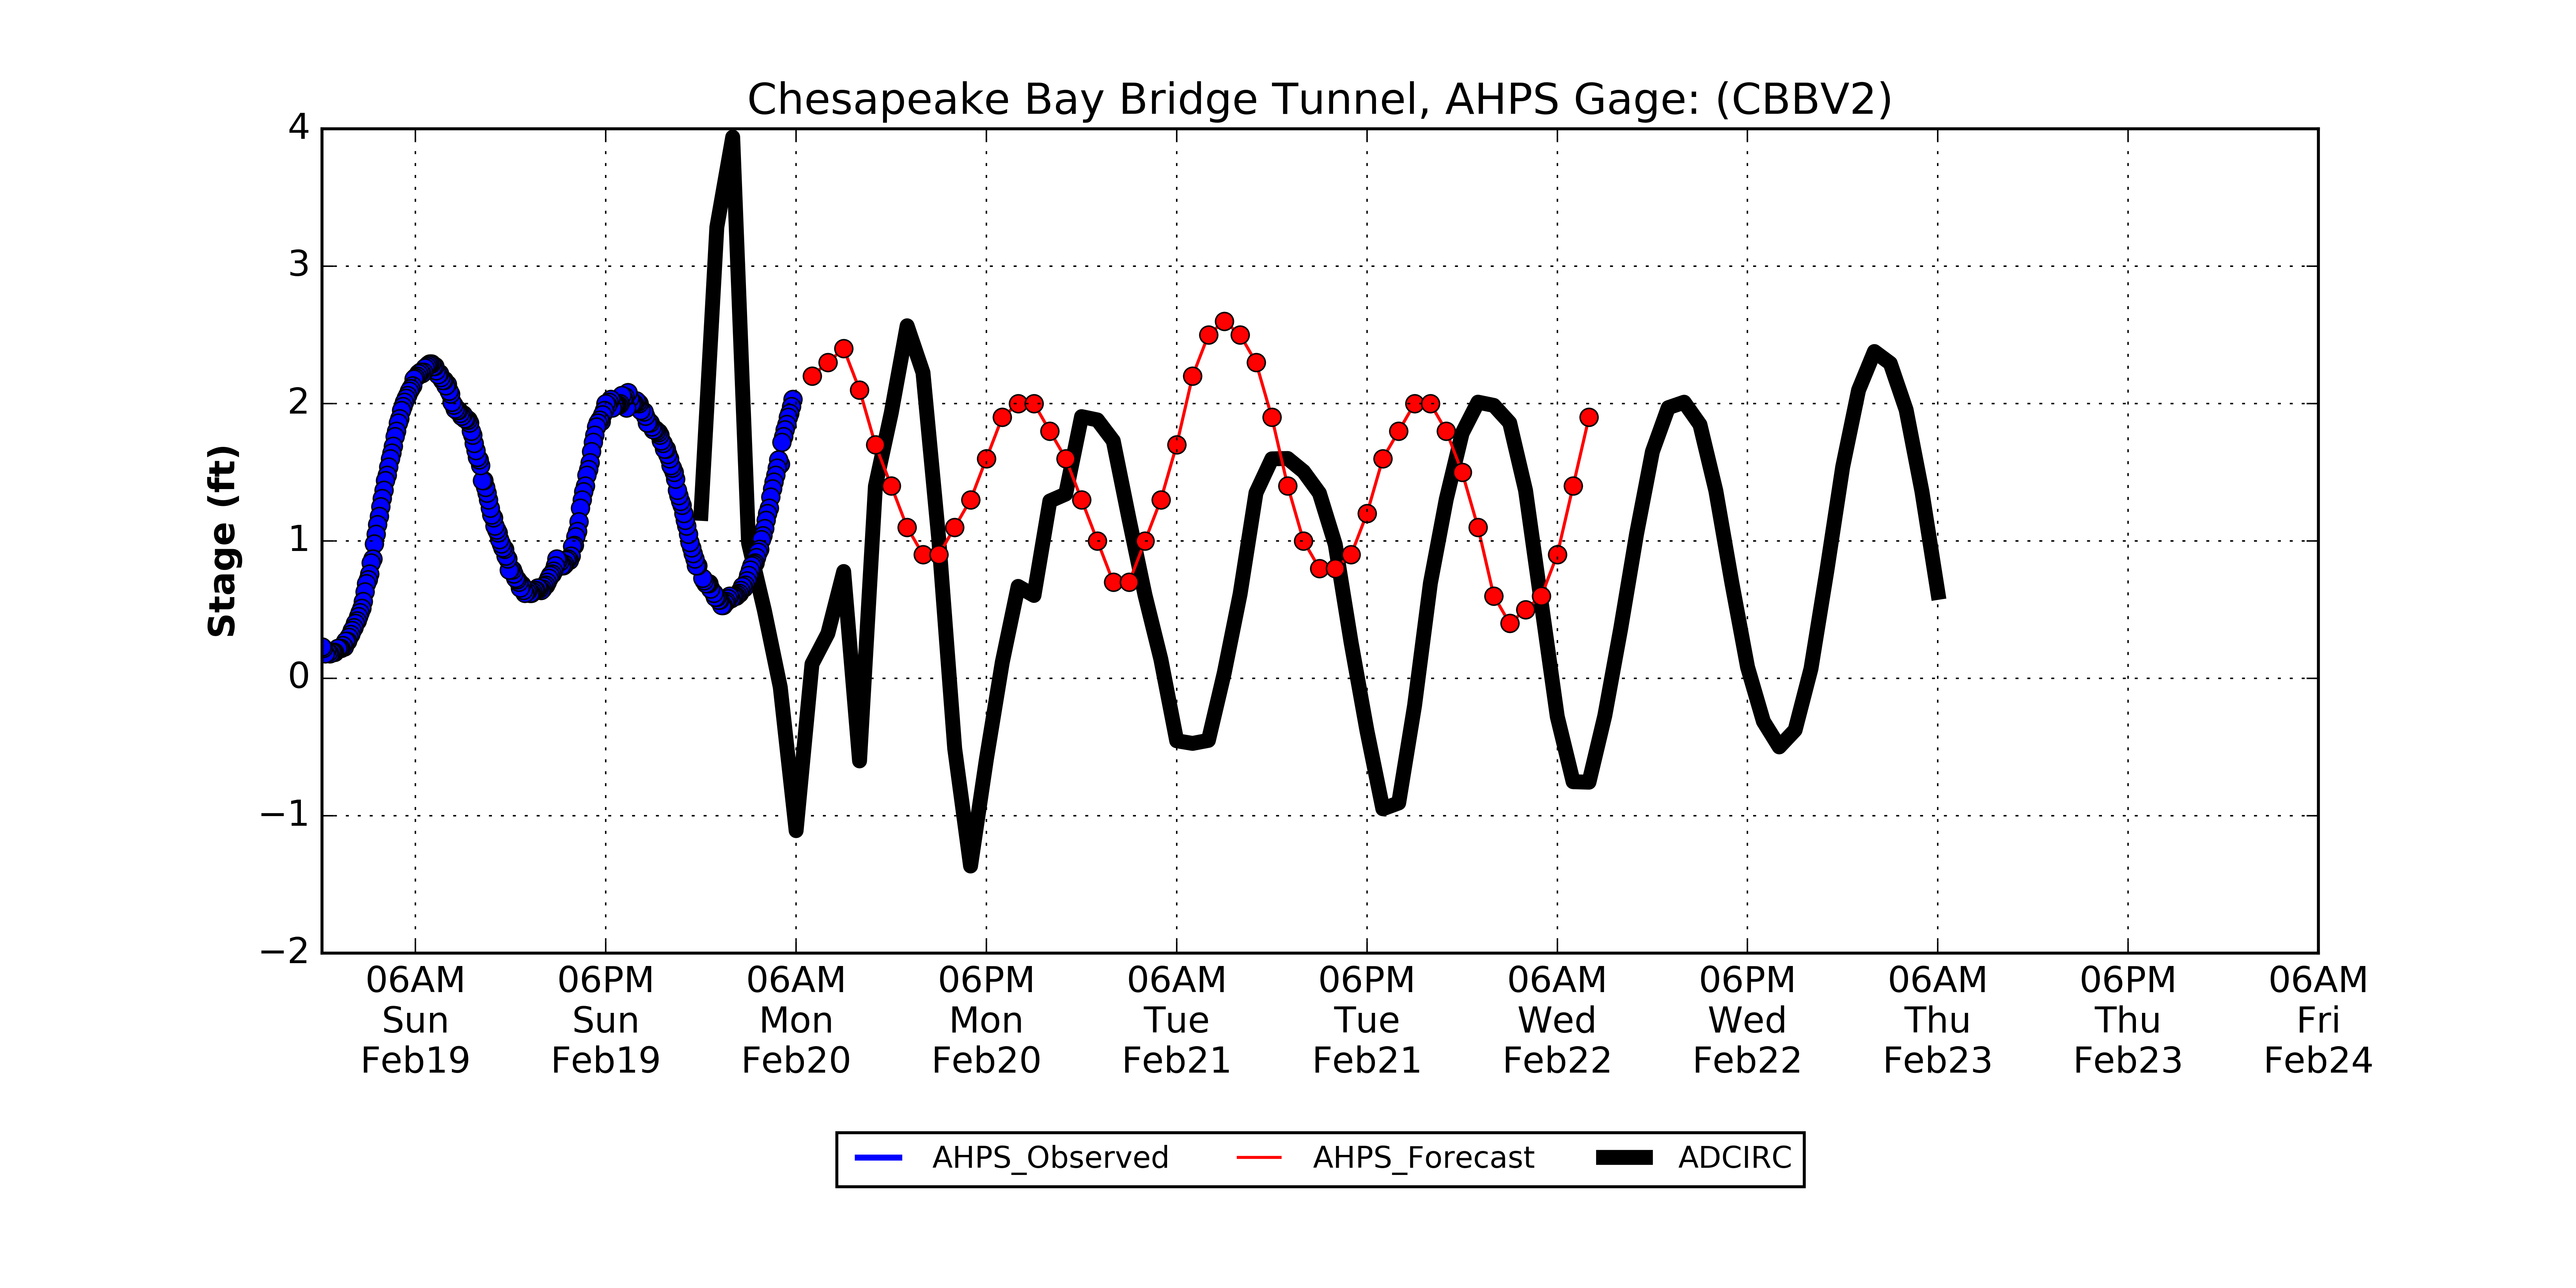 Chesapeake Bay Bridge Tunnel, AHPS Gage: (CBBV2)
4
3
2
1
0
−1
−2
Stage (ft)
06AM 06PM 06AM 06PM 06AM 06PM 06AM 06PM 06AM 06PM 06AM
Sun Sun Mon Mon Tue Tue Wed Wed Thu Thu Fri
Feb19 Feb19 Feb20 Feb20 Feb21 Feb21 Feb22 Feb22 Feb23 Feb23 Feb24
AHPS_Observed AHPS_Forecast ADCIRC